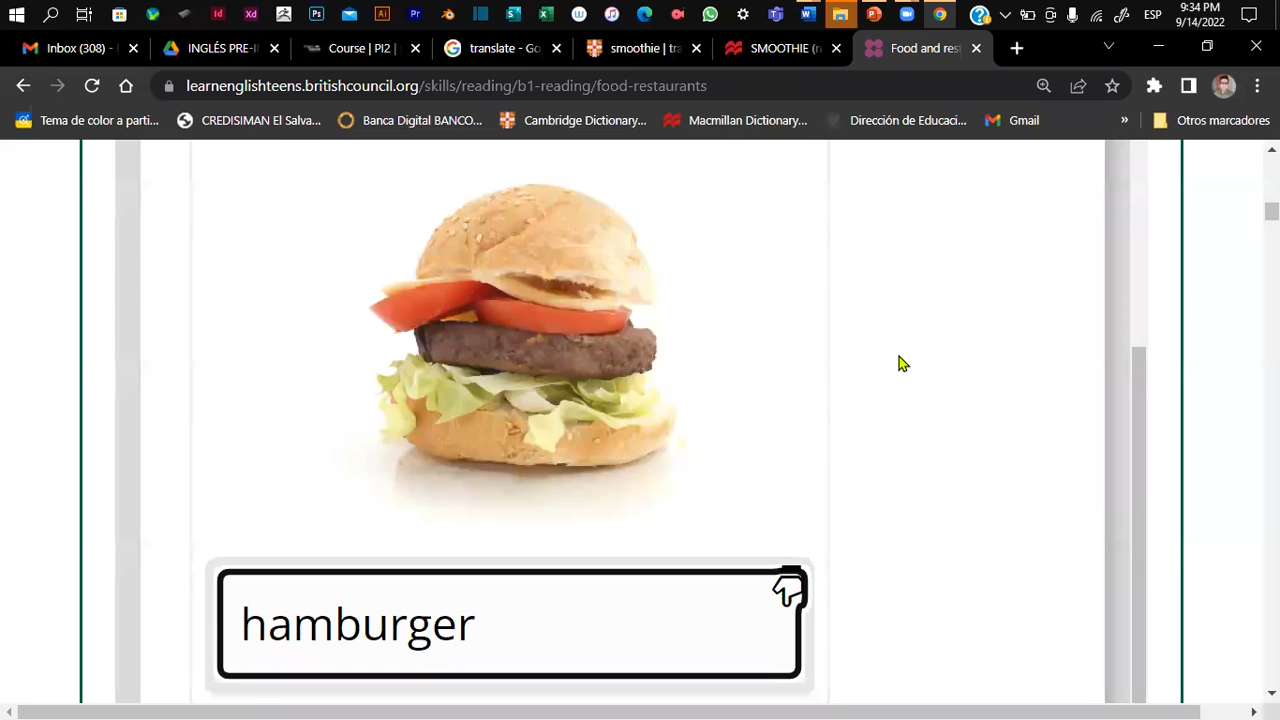 9:34 PM
ESP
9/14/2022
Inbox (308) -
INGLÉS PRE-I
Course | PI2 |
translate - Go
smoothie | tra
SMOOTHIE (n
Food and res
learnenglishteens.britishcouncil.org/skills/reading/b1-reading/food-restaurants
Tema de color a parti...
CREDISIMAN El Salva...
Banca Digital BANCO...
Cambridge Dictionary...
Macmillan Dictionary...
Dirección de Educaci...
Gmail
»
Otros marcadores
hamburger